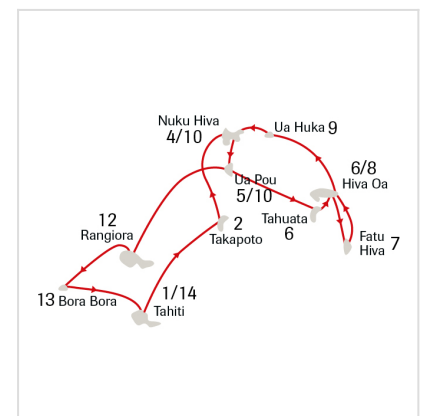 Nuku Hiva
4/10
Ua Huka 9
6/8
Hiva Oa
Ua Pou
5/10
Tahuata
6
Fatu
Hiva 7
12
Rangiora
2
Takapoto
13 Bora Bora
1/14
Tahiti